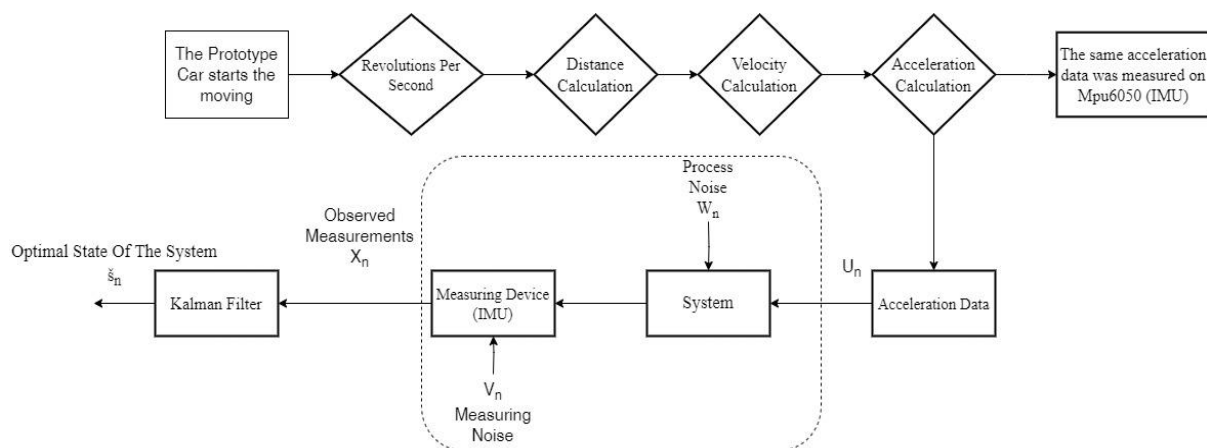 The Prototype
Car starts the
moving
Revolutions Per
Second
Distance
Calculation
Velocity
Calculation
Acceleration
Calculation
The same acceleration
data was measured on
Mpu6050 (IMU)
Process
Noise
Wn
Observed
Measurements
Xn
Optimal State Of The System
šn
Kalman Filter
Measuring Device
(IMU)
System
Un
Acceleration Data
Vn
Measuring
Noise